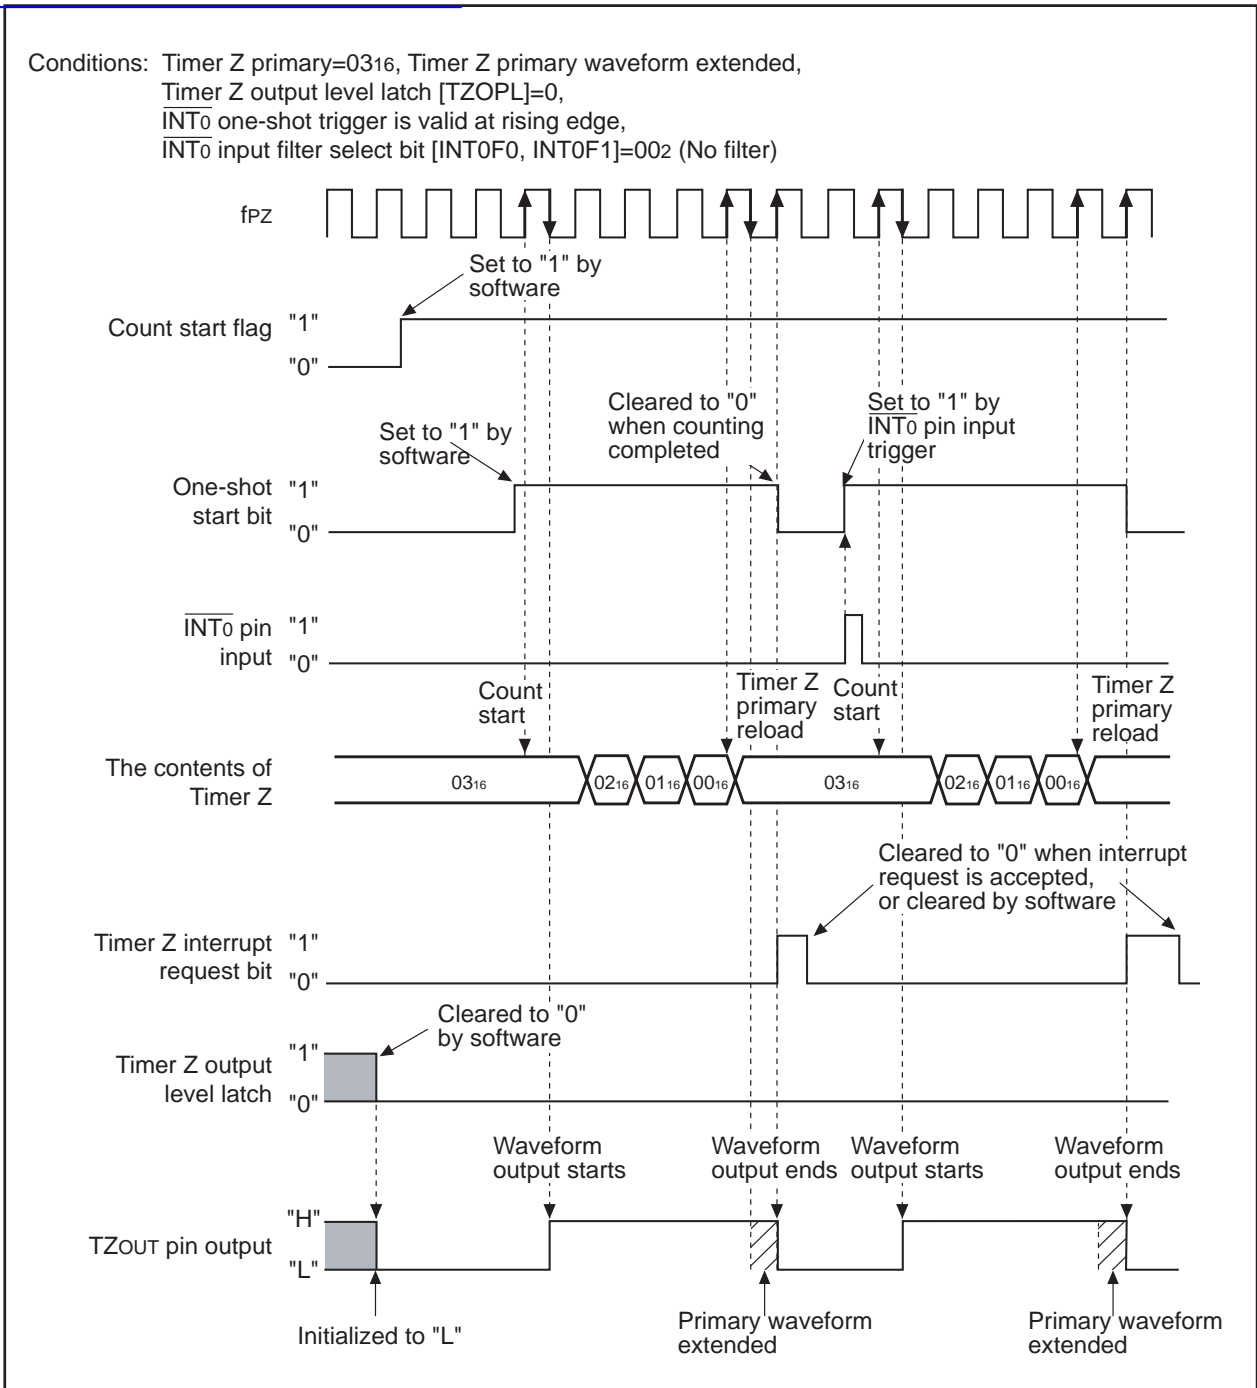 Conditions: Timer Z primary=0316, Timer Z primary waveform extended,
Timer Z output level latch [TZOPL]=0,
INT0 one-shot trigger is valid at rising edge,
INT0 input filter select bit [INT0F0, INT0F1]=002 (No filter)
fPZ
Set to "1" by
software
Count start flag
"1"
"0"
Set to "1" by
software
Cleared to "0"
when counting
completed
Set to "1" by
INT0 pin input
trigger
One-shot
start bit
"1"
"0"
INT0 pin
input
"1"
"0"
Count
start
Timer Z
primary
reload
Count
start
Timer Z
primary
reload
The contents of
Timer Z
0316
0216
0116
0016
0316
0216
0116
0016
Cleared to "0" when interrupt
request is accepted,
or cleared by software
Timer Z interrupt
request bit
"1"
"0"
Cleared to "0"
by software
Timer Z output
level latch
"1"
"0"
Waveform
output starts
Waveform
output ends
Waveform
output starts
Waveform
output ends
TZOUT pin output
"H"
"L"
Initialized to "L"
Primary waveform
extended
Primary waveform
extended